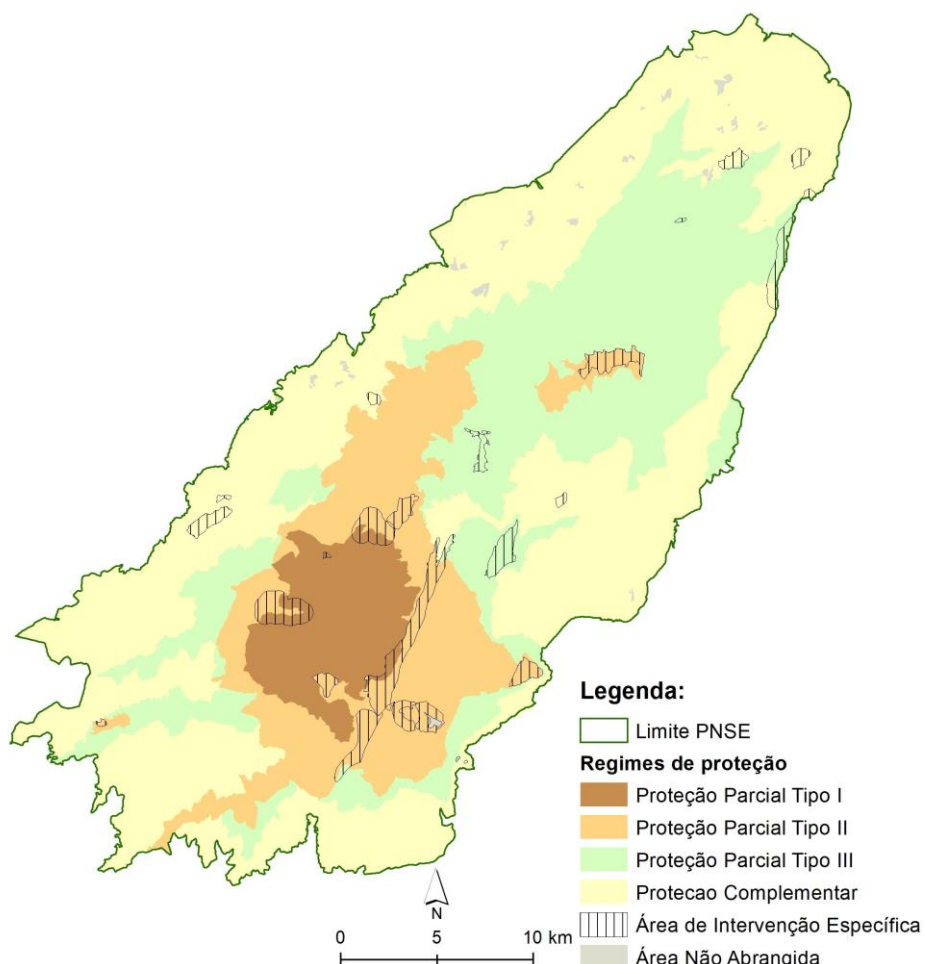 Legenda:
Limite PNSE
Regimes de proteção
Proteção Parcial Tipo I
Proteção Parcial Tipo II
Proteção Parcial Tipo III
Protecao Complementar
Área de Intervenção Específica
Área Não Abrangida
N
0 5 10 km